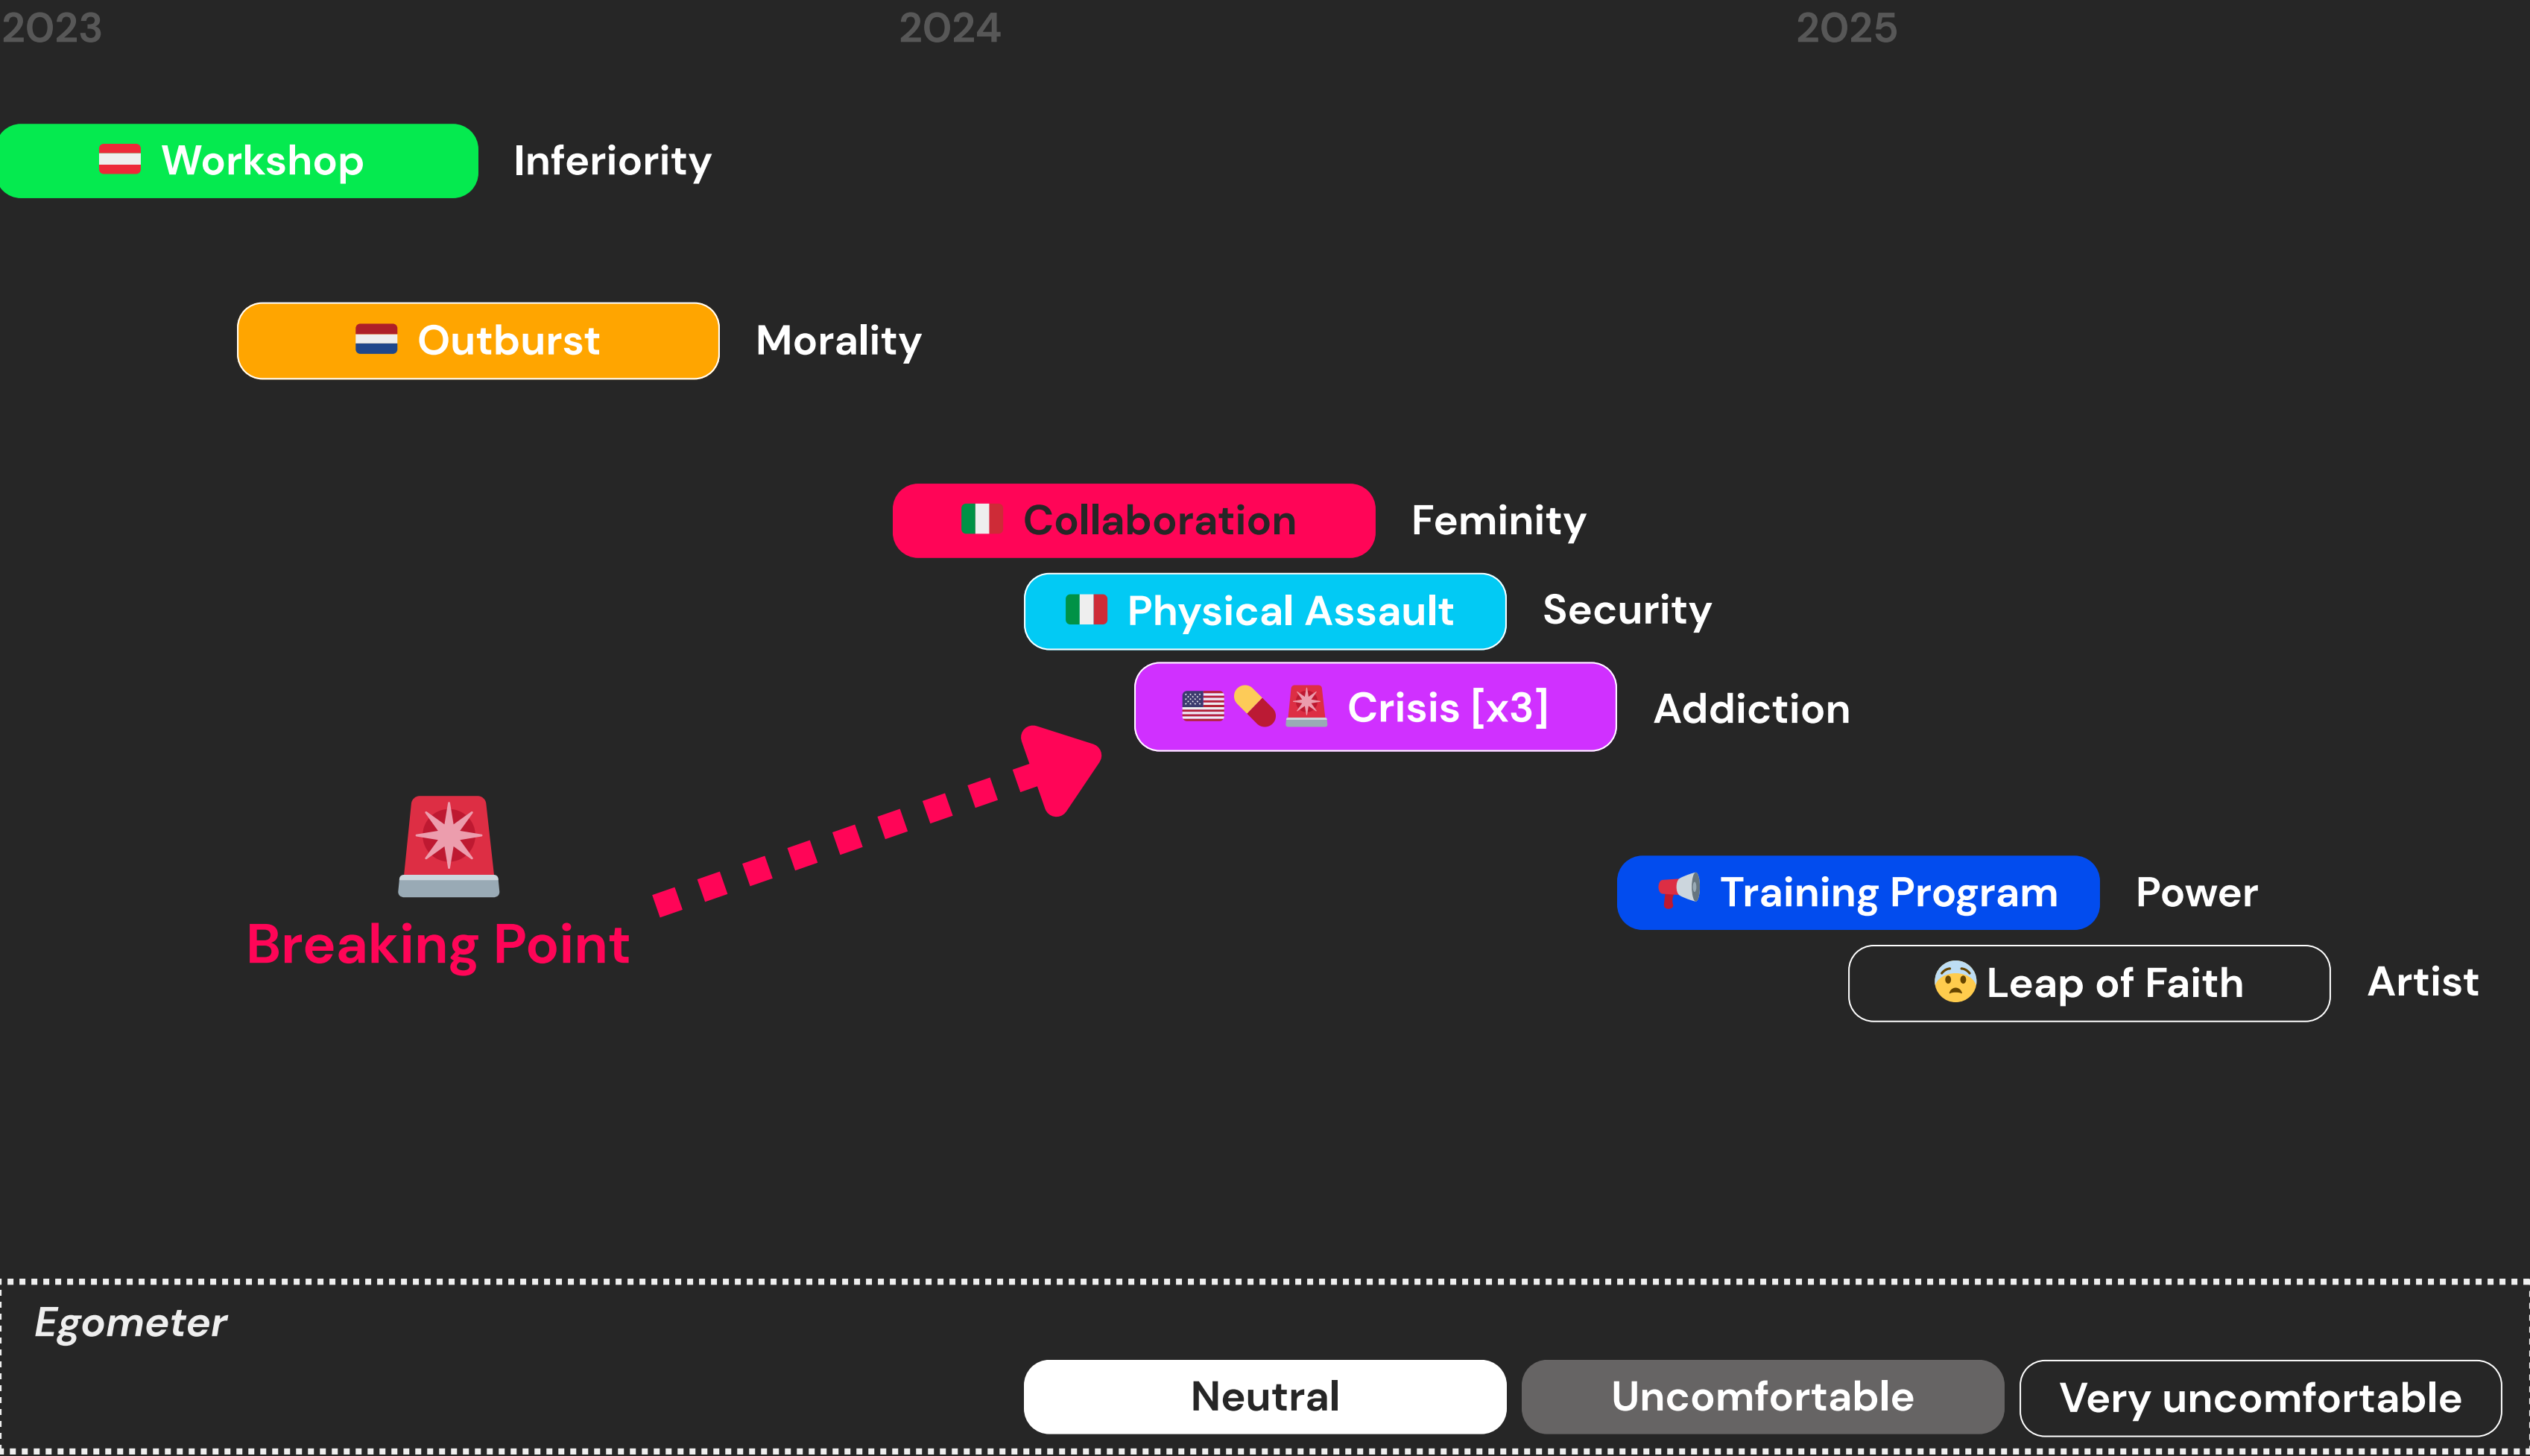 2023 2024 2025
Workshop Inferiority
Outburst Morality
Collaboration Feminity
Physical Assault Security
Crisis [x3] Addiction
Training Program Power
Breaking Point
Leap of Faith Artist
Egometer
Neutral Uncomfortable Very uncomfortable